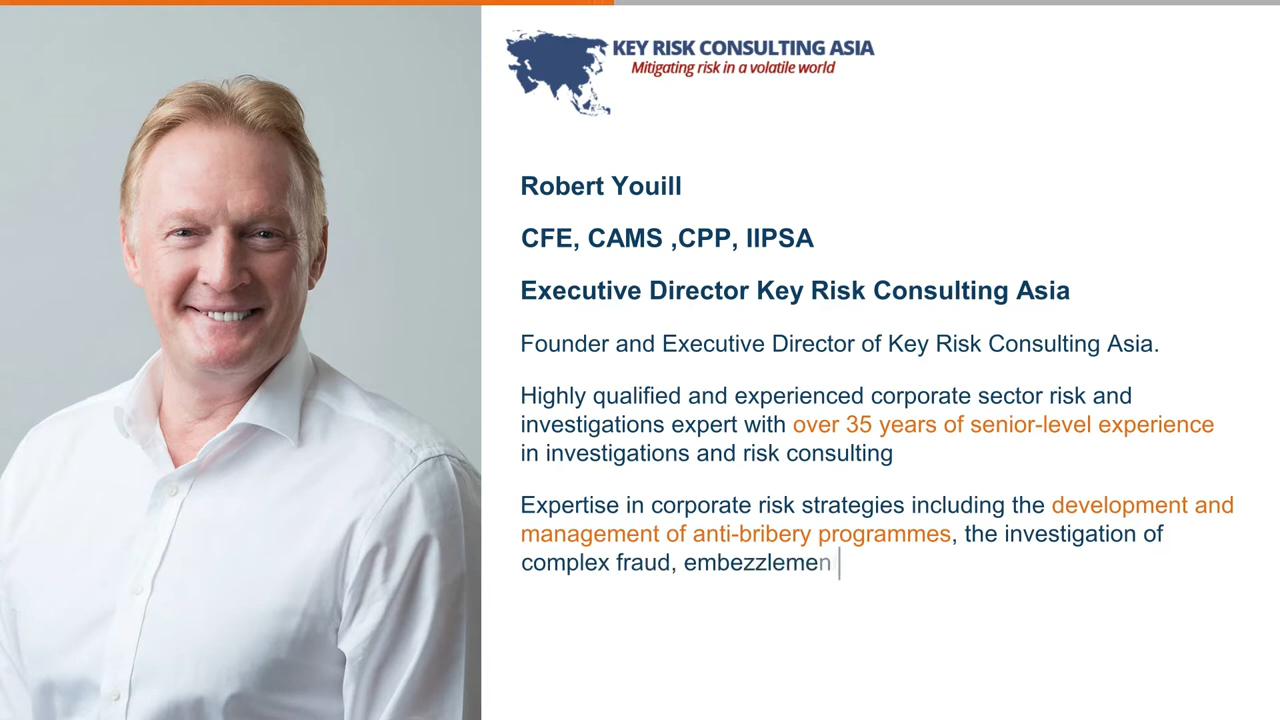 KEY RISK CONSULTING ASIA
Mitigating risk in a volatile world
Robert Youill
CFE, CAMS ,CPP, IIPSA
Executive Director Key Risk Consulting Asia
Founder and Executive Director of Key Risk Consulting Asia.
Highly qualified and experienced corporate sector risk and
investigations expert with over 35 years of senior-level experience
in investigations and risk consulting
Expertise in corporate risk strategies including the development and
management of anti-bribery programmes, the investigation of
complex fraud, embezzlemen